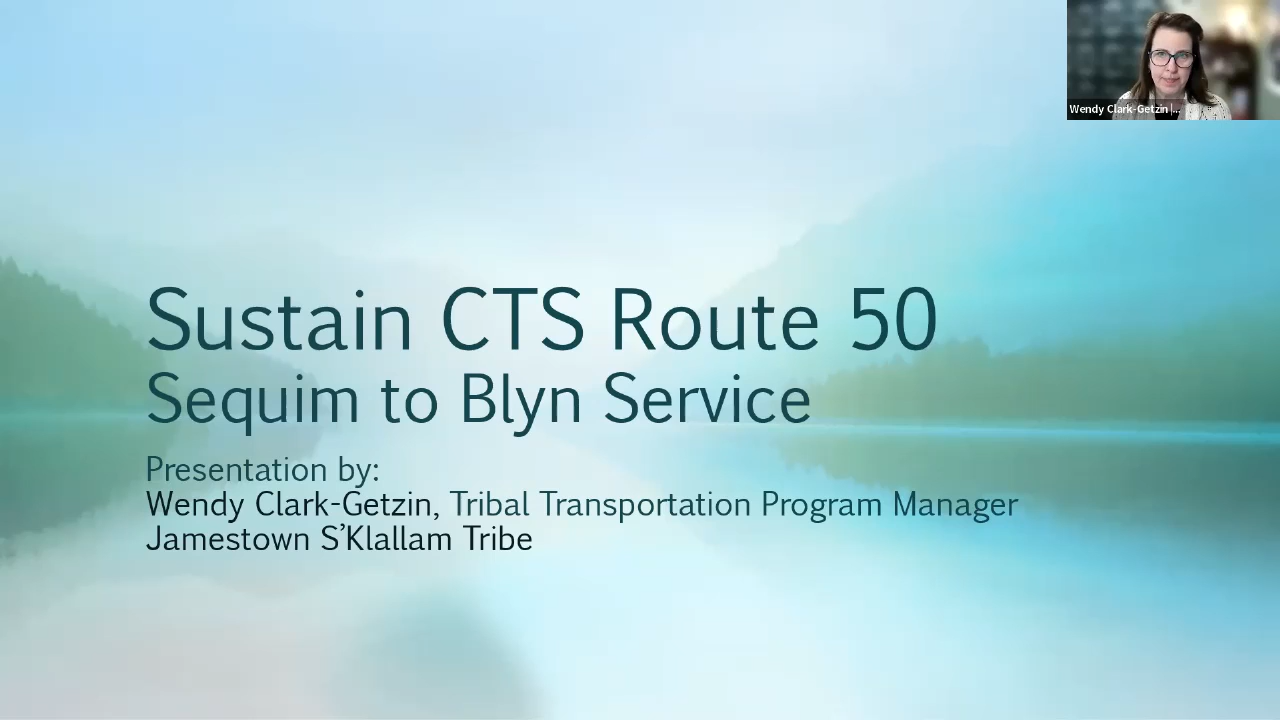 Wendy Clark-Getzin |...
Sustain CTS Route 50
Sequim to Blyn Service
Presentation by:
Wendy Clark-Getzin, Tribal Transportation Program Manager
Jamestown S’Klallam Tribe